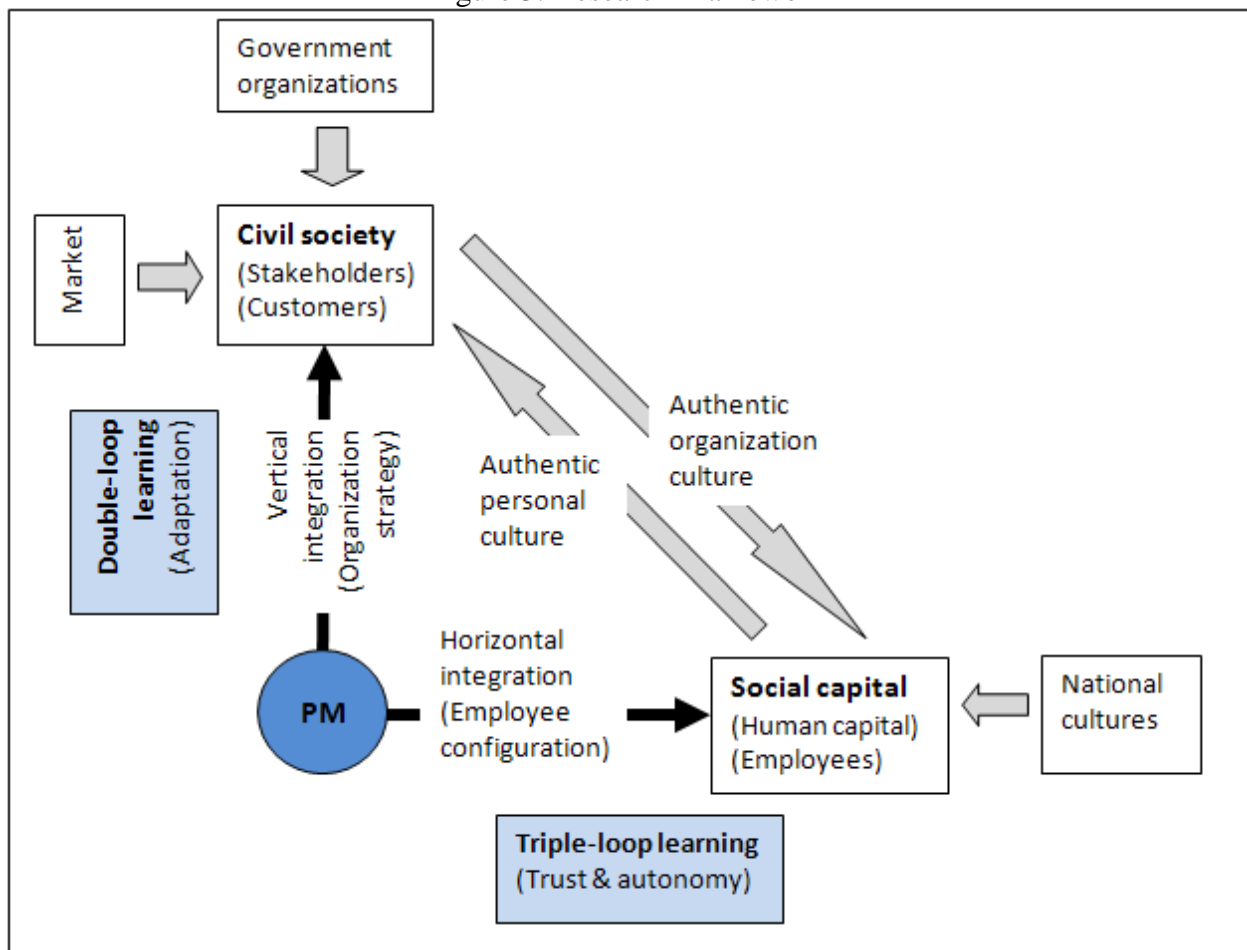 Government
organizations
Market
Civil society
(Stakeholders)
(Customers)
Double-loop
learning
(Adaptation)
Vertical
integration
(Organization
strategy)
Authentic
personal
culture
Authentic
organization
culture
PM
Horizontal
integration
(Employee
configuration)
Social capital
(Human capital)
(Employees)
National
cultures
Triple-loop learning
(Trust & autonomy)